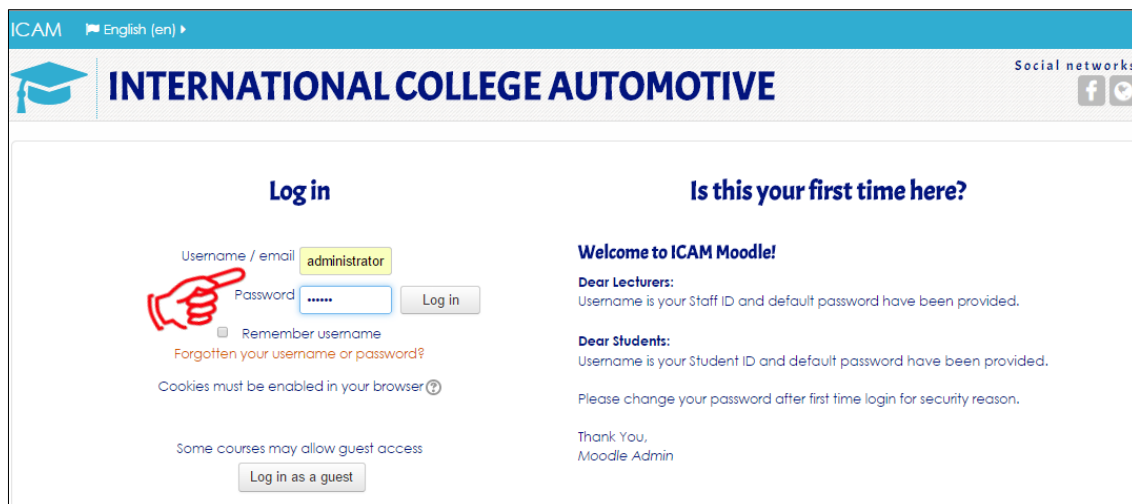 ICAM English (en)
INTERNATIONAL COLLEGE AUTOMOTIVE
Social networks
Log in
Username / email administrator
Password •••••• Log in
Remember username
Forgotten your username or password?
Cookies must be enabled in your browser
Some courses may allow guest access
Log in as a guest
Is this your first time here?
Welcome to ICAM Moodle!
Dear Lecturers:
Username is your Staff ID and default password have been provided.
Dear Students:
Username is your Student ID and default password have been provided.
Please change your password after first time login for security reason.
Thank You,
Moodle Admin